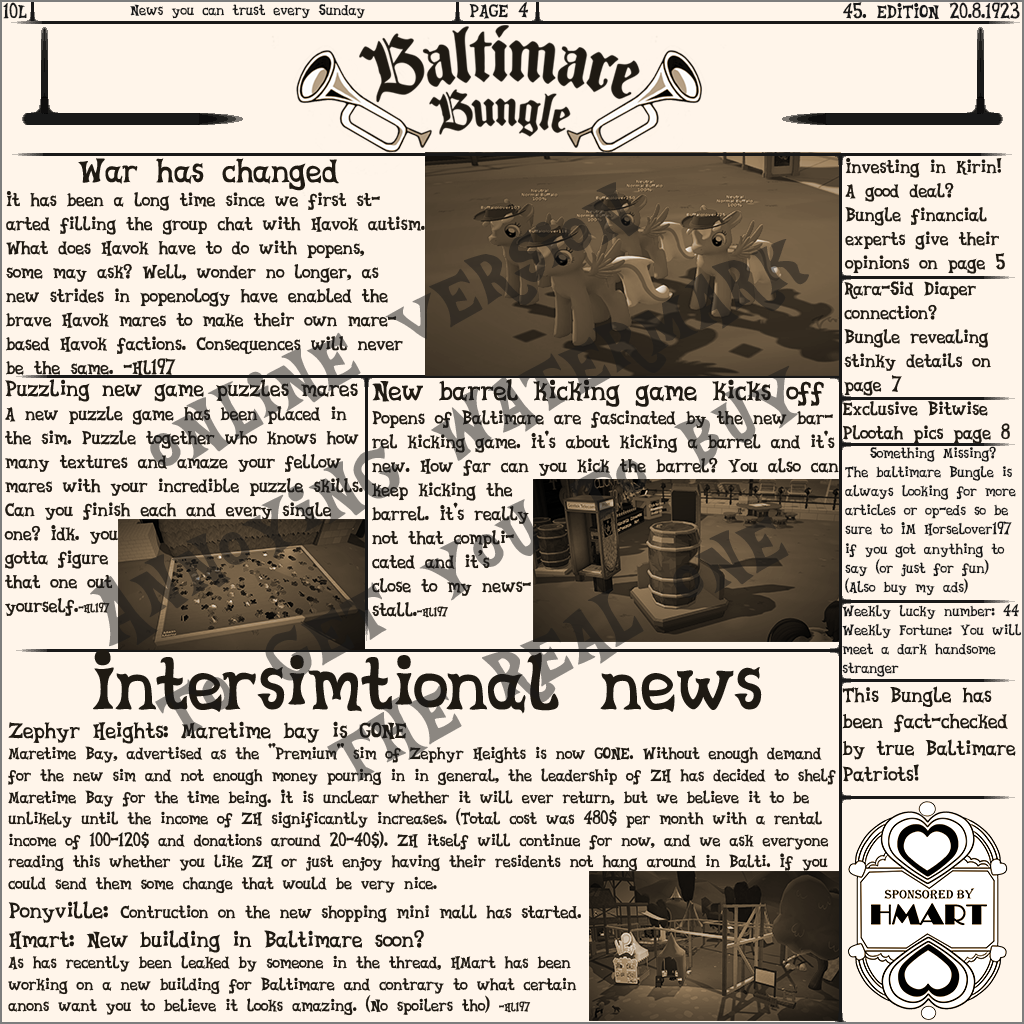 10L
News you can trust every Sunday
PAGE 4
45. EDITION 20.8.1923
Baltimare
Bungle
War has changed
it has been a long time since we first st-
arted filling the group chat with Havok autism.
What does Havok have to do with popens,
some may ask? Well, wonder no longer, as
new strides in popenology have enabled the
brave Havok mares to make their own mare-
based Havok factions. Consequences will never
be the same. -HL197
Puzzling new game puzzles mares
A new puzzle game has been placed in
the sim. Puzzle together who knows how
many textures and amaze your fellow
mares with your incredible puzzle skills.
Can you finish each and every single
one? idk. you
gotta figure
that one out
yourself.-HL197
New barrel kicking game kicks off
Popens of Baltimare are fascinated by the new bar-
rel kicking game. it's about kicking a barrel and it's
new. How far can you kick the barrel? You also can
keep kicking the
barrel. it's really
not that compli-
cated and it's
close to my news-
stall.-HL197
intersimtional news
Zephyr Heights: Maretime bay is GONE
Maretime Bay, advertised as the "Premium" sim of Zephyr Heights is now GONE. Without enough demand
for the new sim and not enough money pouring in in general, the leadership of ZH has decided to shelf
Maretime Bay for the time being. it is unclear whether it will ever return, but we believe it to be
unlikely until the income of ZH significantly increases. (Total cost was 480$ per month with a rental
income of 100-120$ and donations around 20-40$). ZH itself will continue for now, and we ask everyone
reading this whether you like ZH or just enjoy having their residents not hang around in Balti. if you
could send them some change that would be very nice.
Ponyville: Contruction on the new shopping mini mall has started.
Hmart: New building in Baltimare soon?
As has recently been leaked by someone in the thread, HMart has been
working on a new building for Baltimare and contrary to what certain
anons want you to believe it looks amazing. (No spoilers tho) -HL197
investing in Kirin!
A good deal?
Bungle financial
experts give their
opinions on page 5
Rara-Sid Diaper
connection?
Bungle revealing
stinky details on
page 7
Exclusive Bitwise
Plootah pics page 8
Something Missing?
The baltimare Bungle is
always looking for more
articles or op-eds so be
sure to iM Horselover197
if you got anything to
say (or just for fun)
(Also buy my ads)
Weekly lucky number: 44
Weekly Fortune: You will
meet a dark handsome
stranger
This Bungle has
been fact-checked
by true Baltimare
Patriots!
SPONSORED BY
HMART
ONLINE VERSION
ANNOYING WATERMARK
TO GET YOU TO BUY
THE REAL ONE